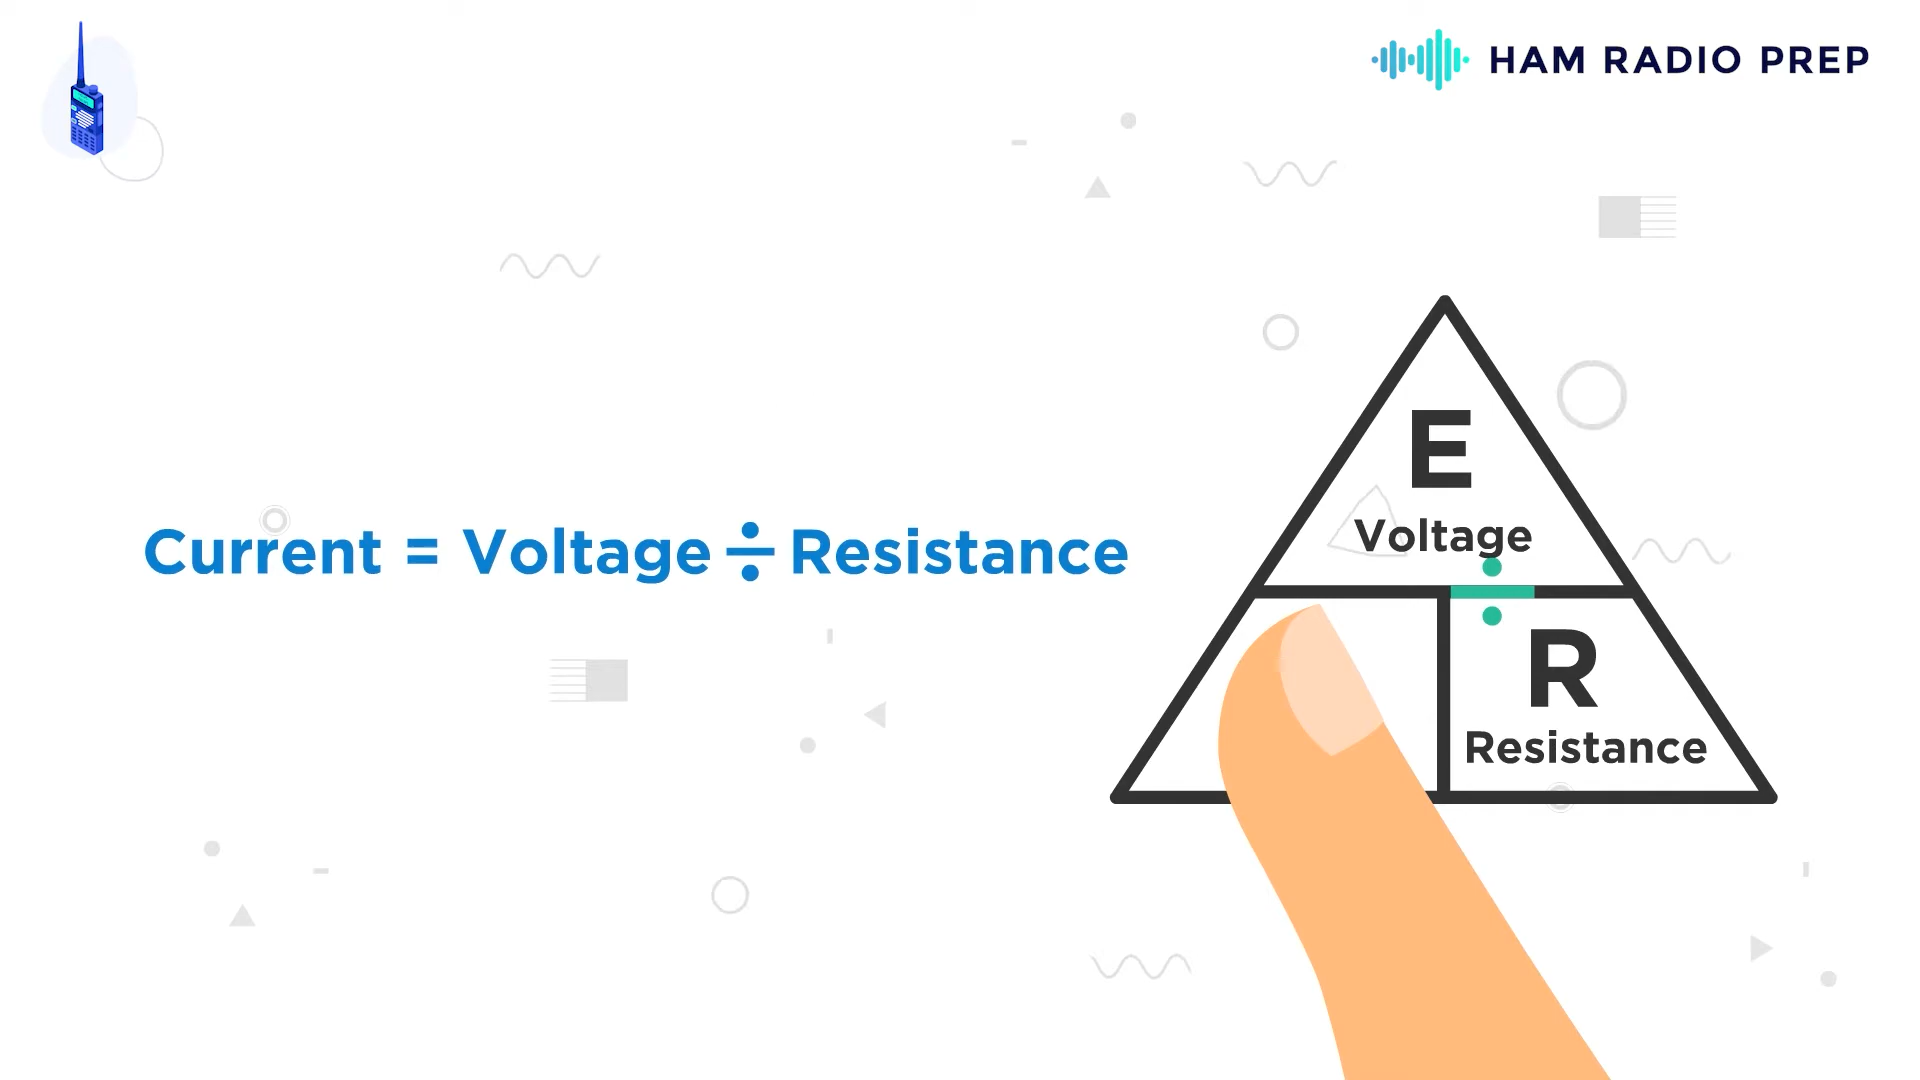 HAM RADIO PREP
Current = Voltage ÷ Resistance
E
Voltage
÷
R
Resistance